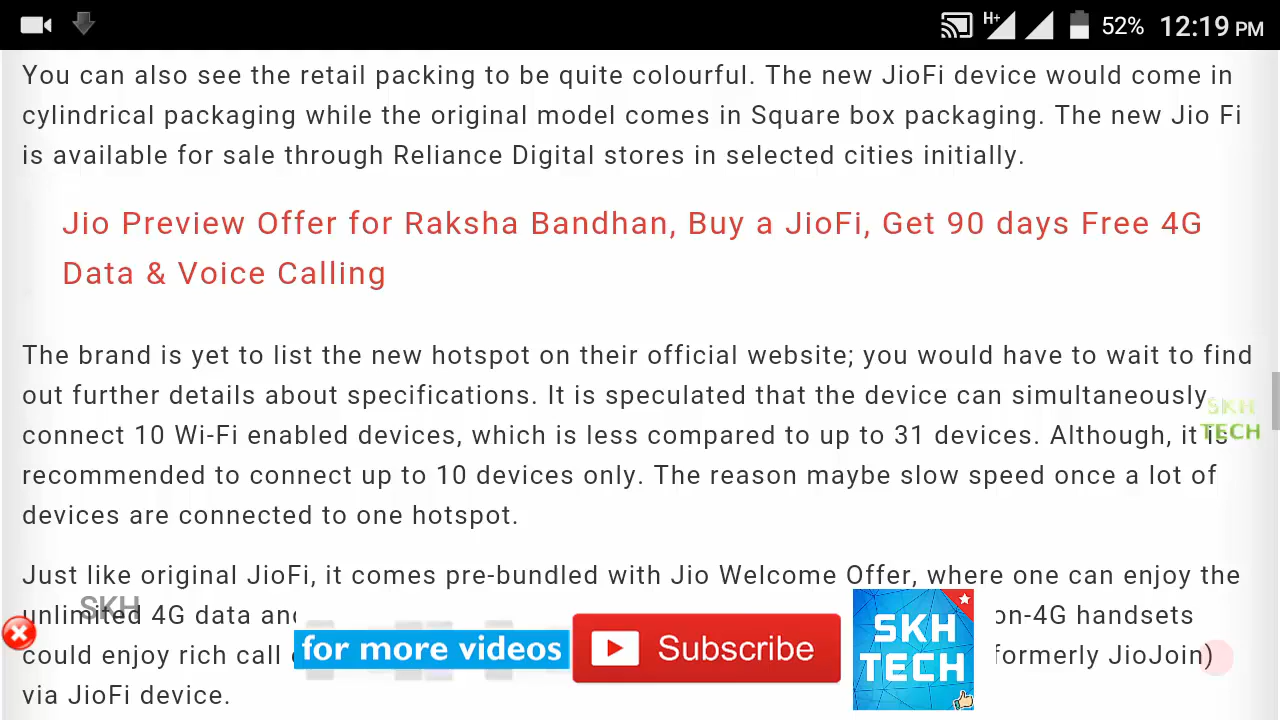 H+ 52% 12:19 PM
You can also see the retail packing to be quite colourful. The new JioFi device would come in
cylindrical packaging while the original model comes in Square box packaging. The new Jio Fi
is available for sale through Reliance Digital stores in selected cities initially.
Jio Preview Offer for Raksha Bandhan, Buy a JioFi, Get 90 days Free 4G
Data & Voice Calling
The brand is yet to list the new hotspot on their official website; you would have to wait to find
out further details about specifications. It is speculated that the device can simultaneously
connect 10 Wi-Fi enabled devices, which is less compared to up to 31 devices. Although, it is
recommended to connect up to 10 devices only. The reason maybe slow speed once a lot of
devices are connected to one hotspot.
SKH
TECH
Just like original JioFi, it comes pre-bundled with Jio Welcome Offer, where one can enjoy the
unlimited 4G data and on-4G handsets
could enjoy rich call formerly JioJoin)
via JioFi device.
SKH
for more videos
Subscribe
SKH
TECH